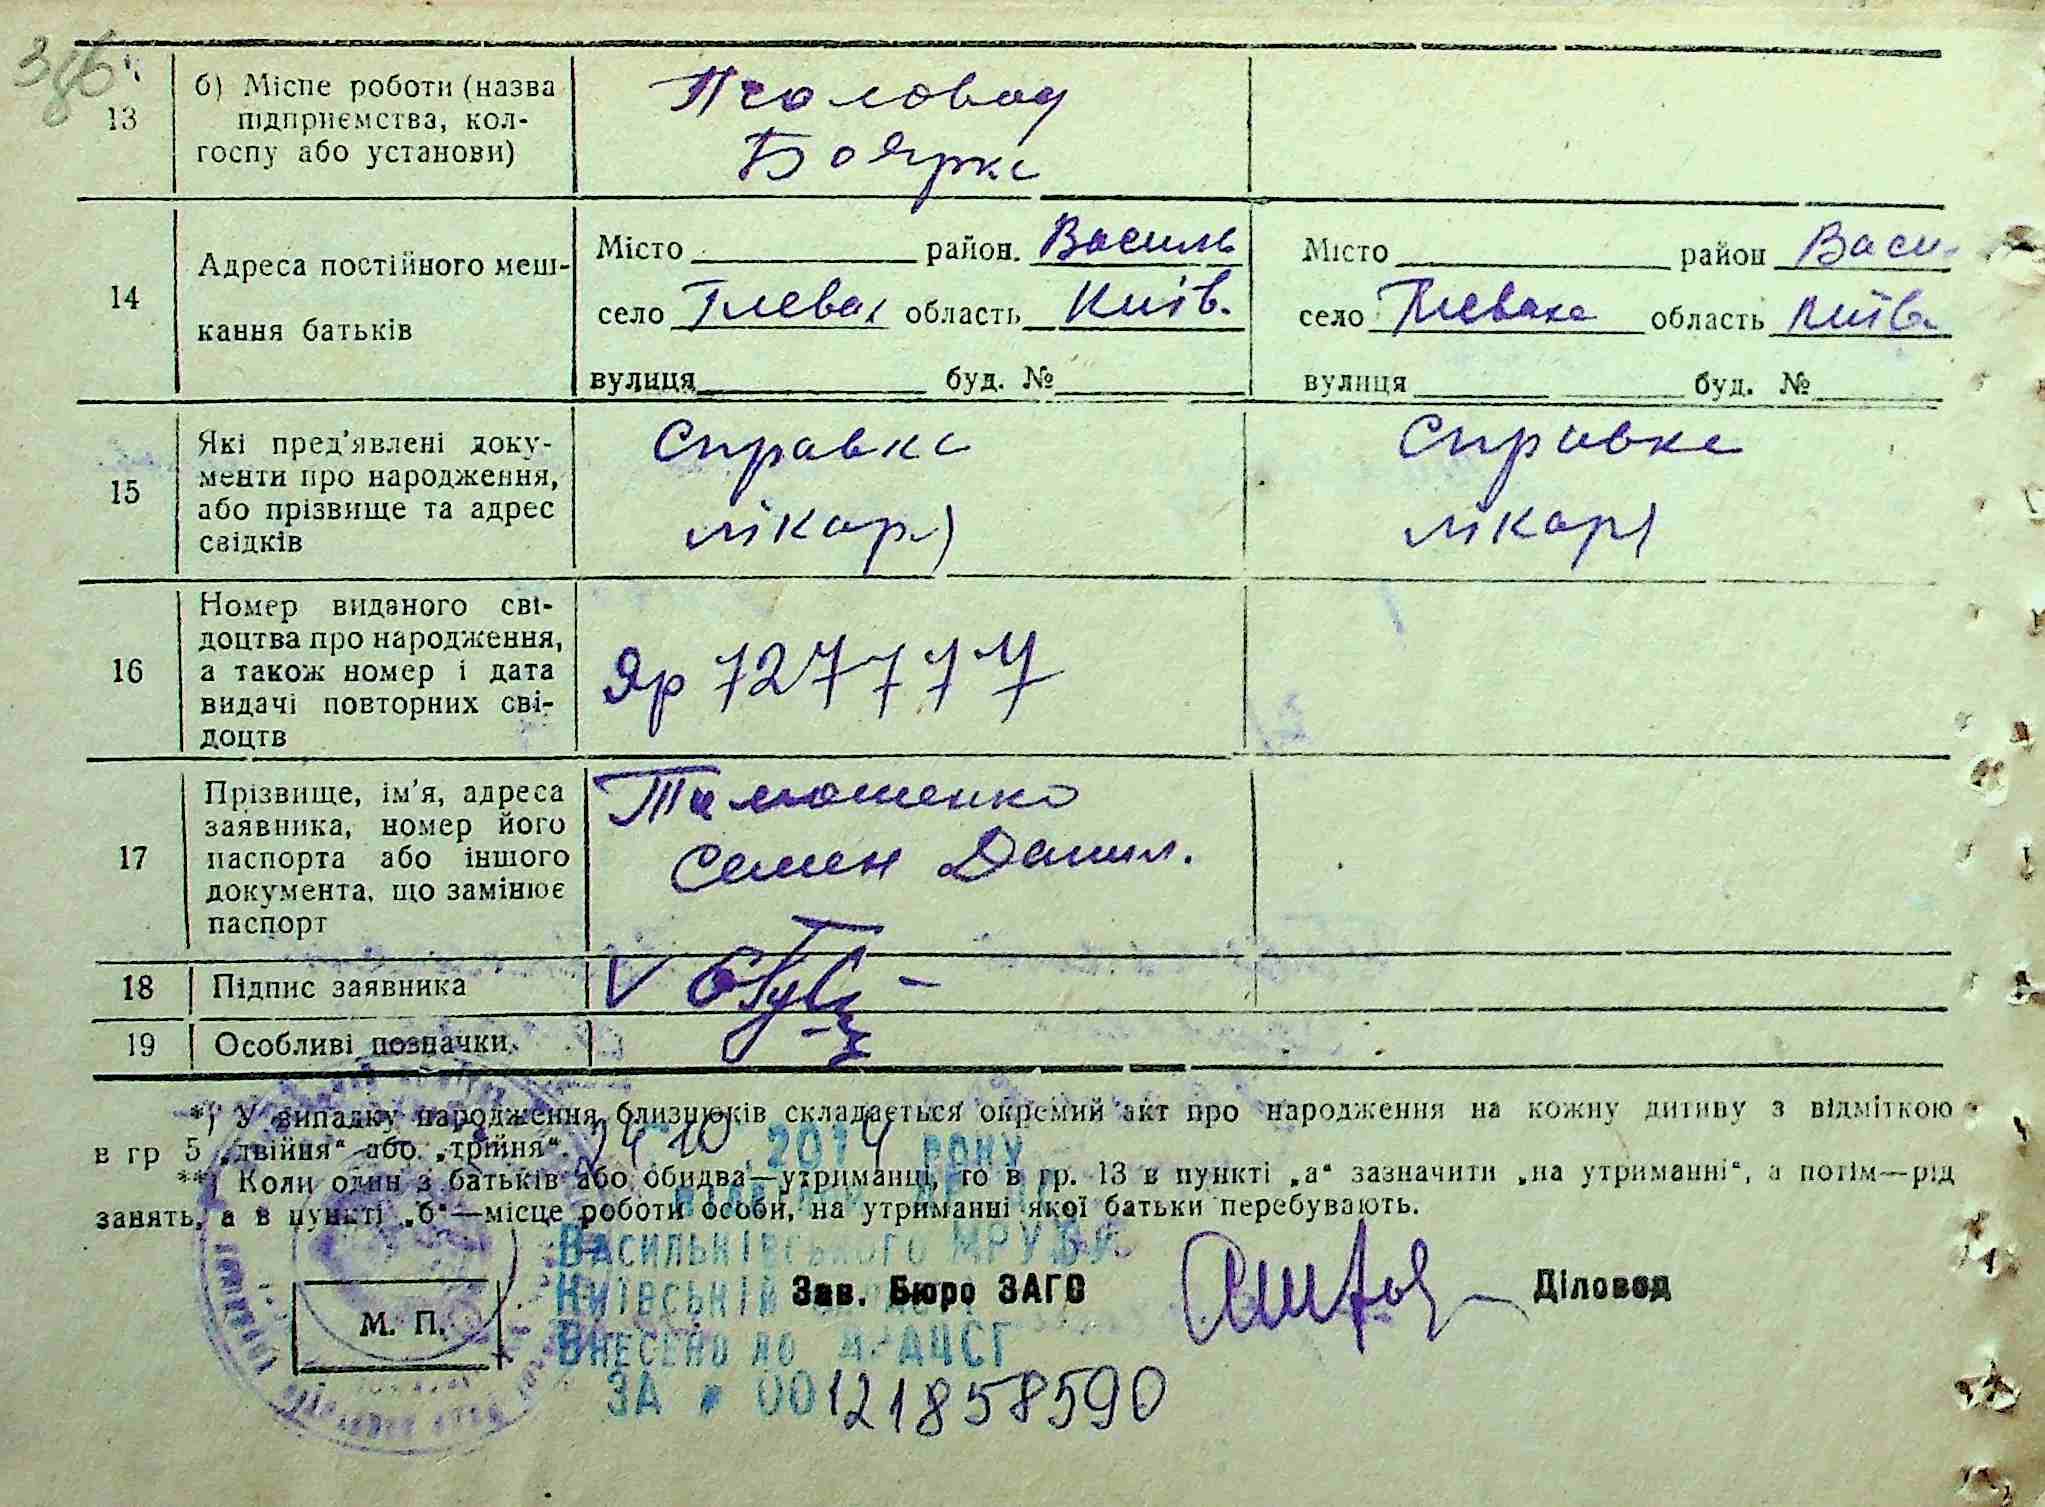 13 б) Місце роботи (назва підприємства, кол-
госпу або установи)
Пчоловод
Боярка
14 Адреса постійного меш-
кання батьків
Місто район. Василь
село Глевах область Київ.
вулиця буд. №
Місто район Васи.
село Глеваха область Київ.
вулиця буд. №
15 Які пред'явлені доку-
менти про народження,
або прізвище та адрес
свідків
Справка
лікаря
Справка
лікаря
16 Номер виданого сві-
доцтва про народження,
а також номер і дата
видачі повторних сві-
доцтв
Яр 727777
17 Прізвище, ім'я, адреса
заявника, номер його
паспорта або іншого
документа, що замінює
паспорт
Тимошенко
Семен Данил.
18 Підпис заявника
V
19 Особливі позначки.
*) У випадку народження близнюків складається окремий акт про народження на кожну дитину з відміткою
в гр 5 „двійня“ або „трійня“.
24 10 2014 року
**) Коли один з батьків або обидва—утриманці, то в гр. 13 в пункті „а“ зазначити „на утриманні“, а потім—рід
занять, а в пункті „б“—місце роботи особи, на утриманні якої батьки перебувають.
Васильківського МРУЮ
Київській
Зав. Бюро ЗАГС
Діловод
М. П.
Внесено до ДРАЦСГ
за № 00121858590